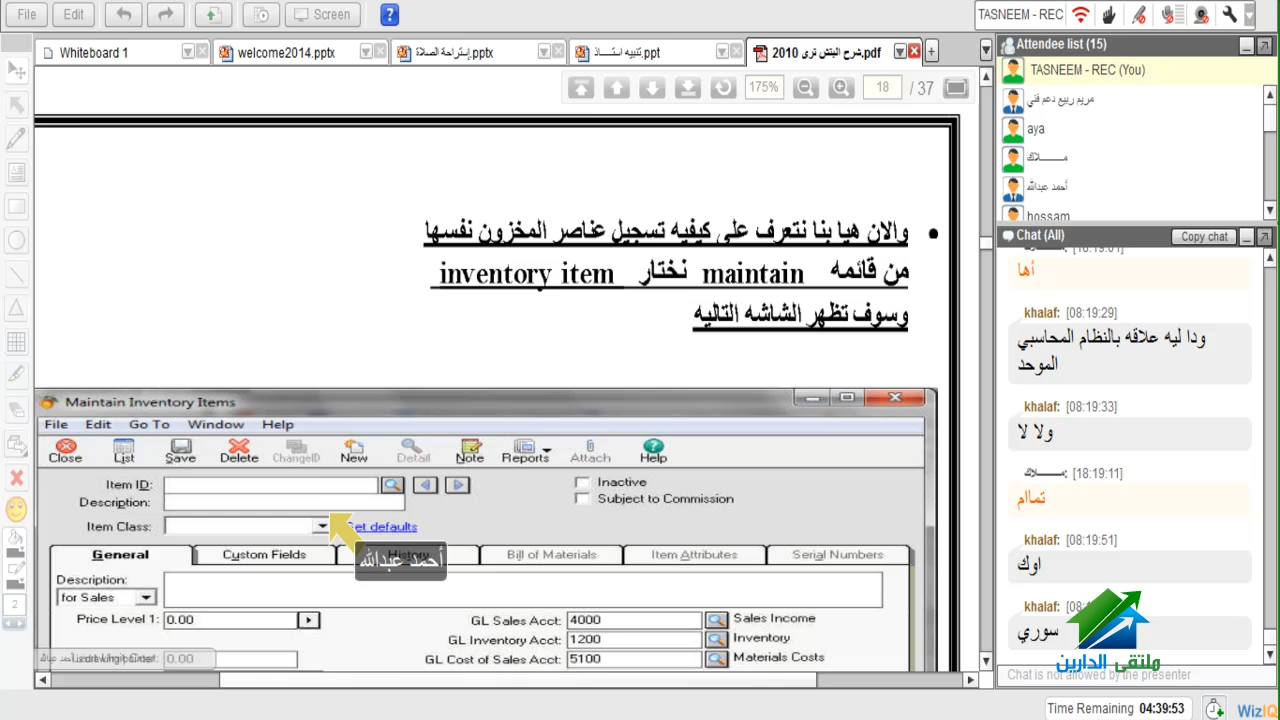 File Edit Screen ?
TASNEEM - REC
Whiteboard 1
welcome2014.pptx
إستراحة الصلاة.pptx
شرح البتش ترى 2010.pdf
175% 18 / 37
والان هيا بنا نتعرف على كيفيه تسجيل عناصر المخزون نفسها
من قائمه maintain نختار inventory item
وسوف تظهر الشاشه التاليه
Maintain Inventory Items
File Edit Go To Window Help
Close List Save Delete ChangeID New Detail Note Reports Attach Help
Item ID:
Inactive
Description:
Subject to Commission
Item Class:
Set defaults
General Custom Fields History Bill of Materials Item Attributes Serial Numbers
أحمد عبدالله
Description:
for Sales
Price Level 1: 0.00
GL Sales Acct: 4000 Sales Income
GL Inventory Acct: 1200 Inventory
0.00
GL Cost of Sales Acct: 5100 Materials Costs
2
Attendee list (15)
TASNEEM - REC (You)
مريم ربيع دعم فني
aya
مـــــلاك
أحمد عبدالله
hossam
Chat (All) Copy chat
أها
khalaf: [08:19:29]
ودا ليه علاقه بالنظام المحاسبي
الموحد
khalaf: [08:19:33]
ولا لا
مـــــلاك: [18:19:11]
تماام
khalaf: [08:19:51]
اوك
khalaf:
سوري
ملتقى الدارين
Chat is not allowed by the presenter
Time Remaining 04:39:53
WizIQ